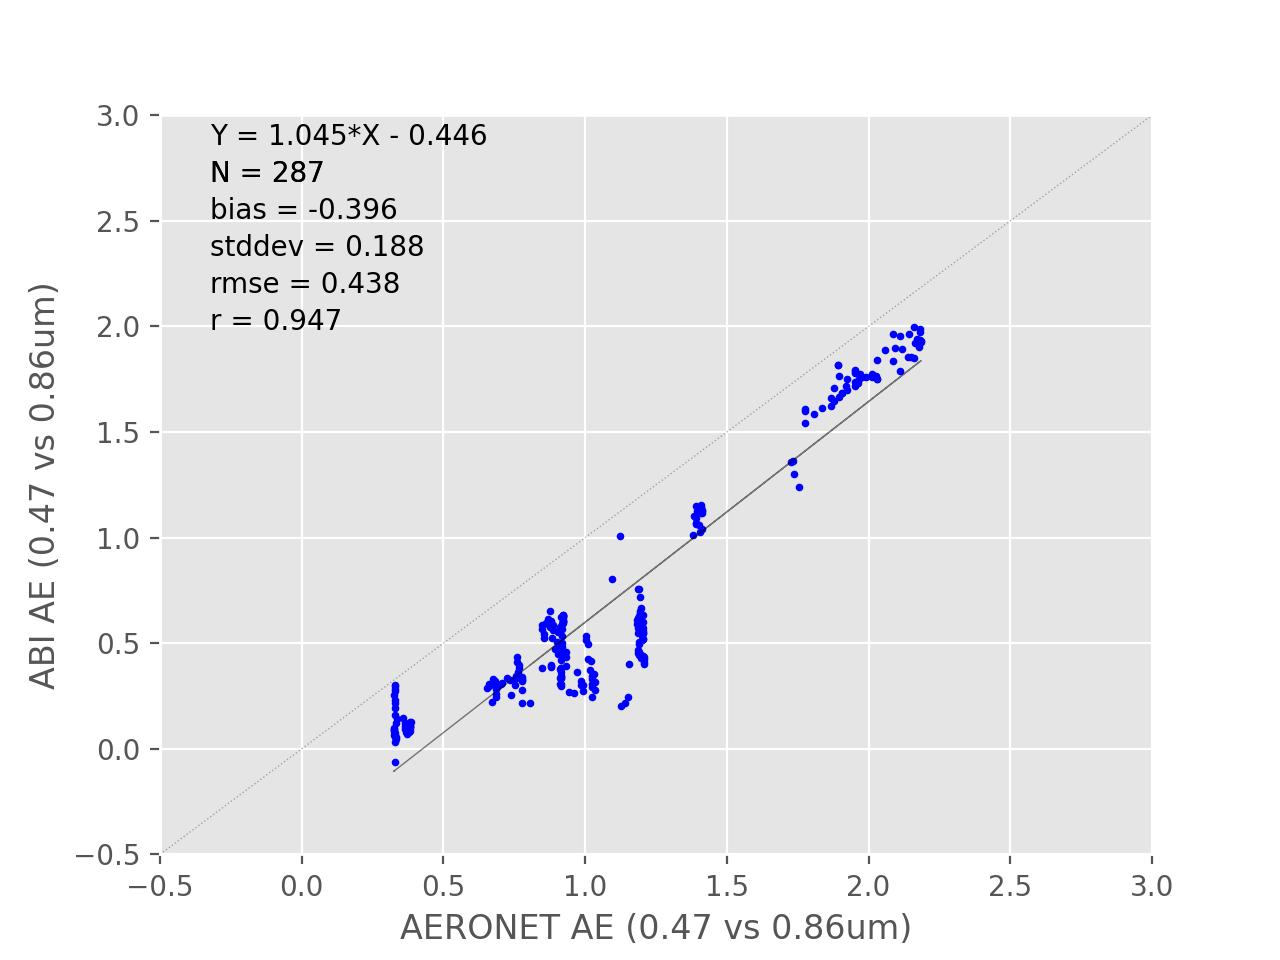 3.0
2.5
2.0
1.5
1.0
0.5
0.0
−0.5
Y = 1.045*X - 0.446
N = 287
bias = -0.396
stddev = 0.188
rmse = 0.438
r = 0.947
ABI AE (0.47 vs 0.86um)
−0.5 0.0 0.5 1.0 1.5 2.0 2.5 3.0
AERONET AE (0.47 vs 0.86um)